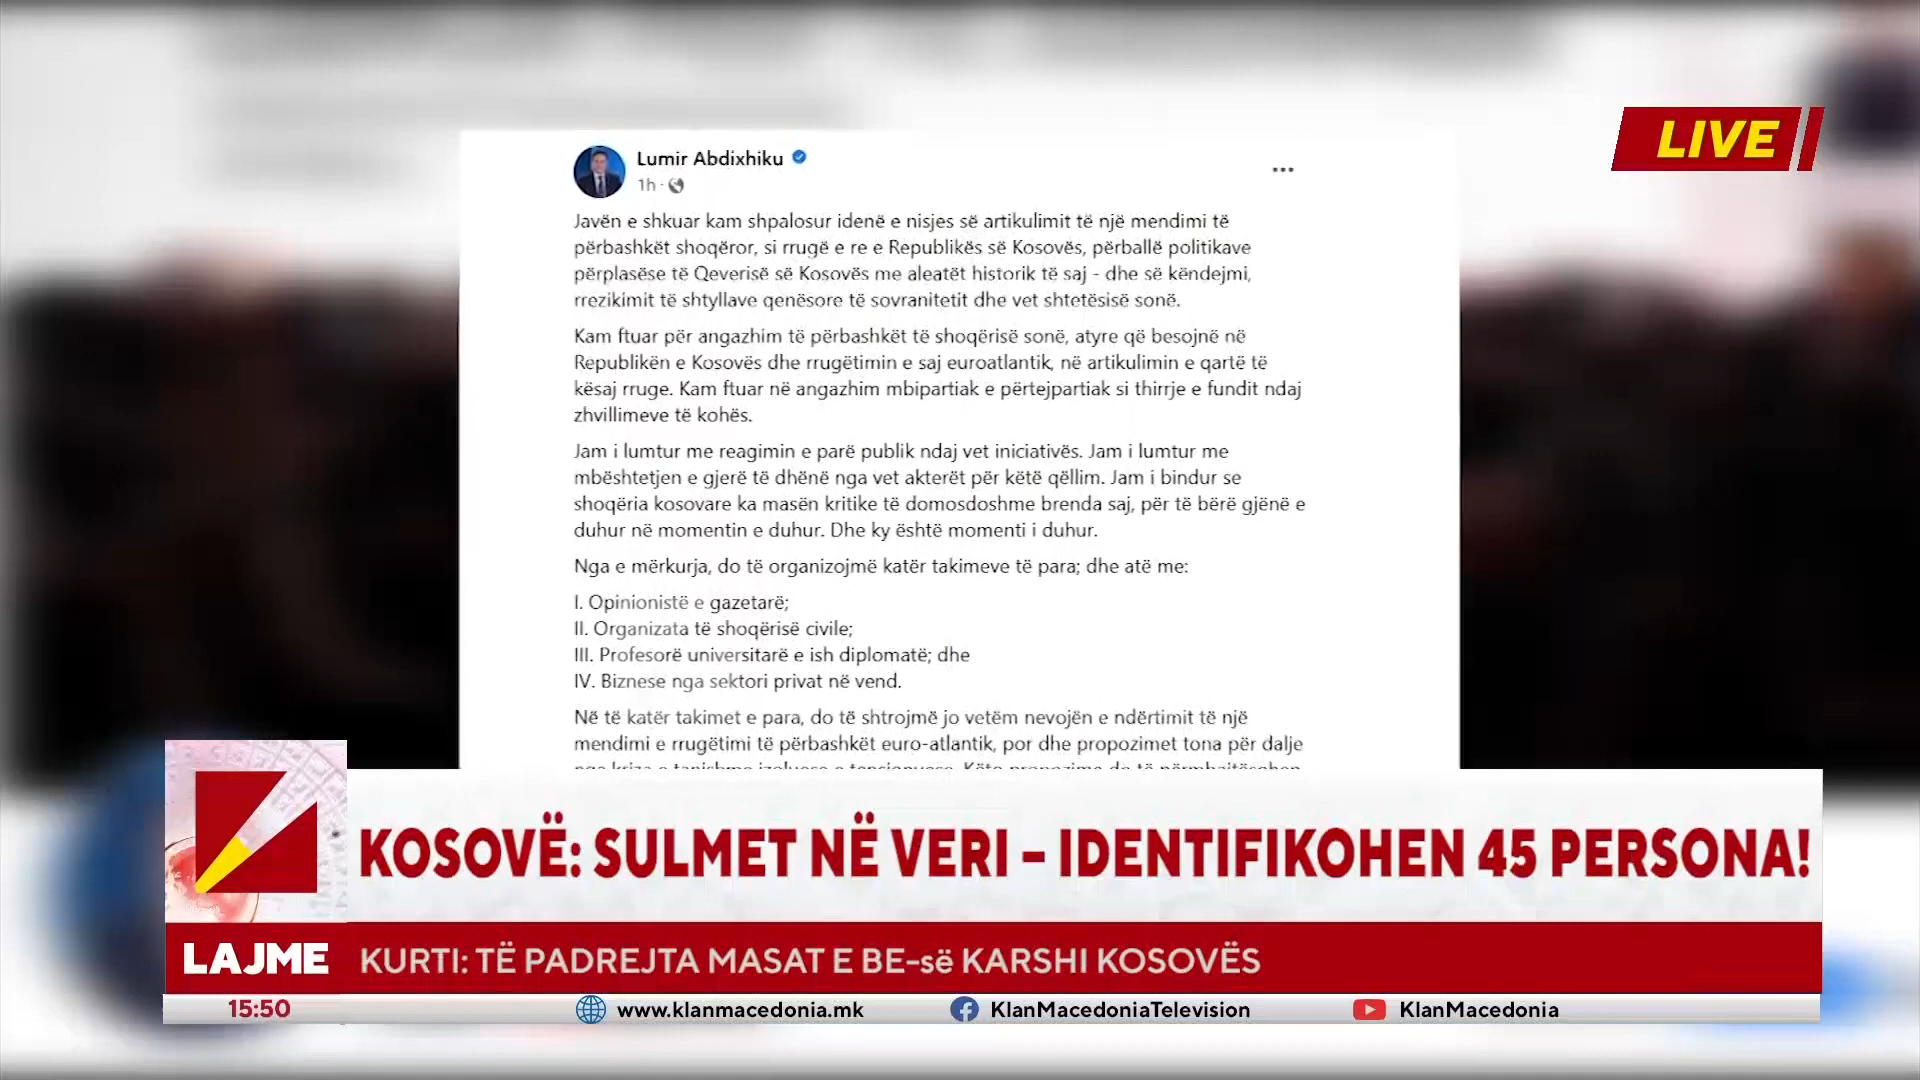 LIVE
Lumir Abdixhiku
1h ·
Javën e shkuar kam shpalosur idenë e nisjes së artikulimit të një mendimi të
përbashkët shoqëror, si rrugë e re e Republikës së Kosovës, përballë politikave
përplasëse të Qeverisë së Kosovës me aleatët historik të saj - dhe së këndejmi,
rrezikimit të shtyllave qenësore të sovranitetit dhe vet shtetësisë sonë.
Kam ftuar për angazhim të përbashkët të shoqërisë sonë, atyre që besojnë në
Republikën e Kosovës dhe rrugëtimin e saj euroatlantik, në artikulimin e qartë të
kësaj rruge. Kam ftuar në angazhim mbipartiak e përtejpartiak si thirrje e fundit ndaj
zhvillimeve të kohës.
Jam i lumtur me reagimin e parë publik ndaj vet iniciativës. Jam i lumtur me
mbështetjen e gjerë të dhënë nga vet akterët për këtë qëllim. Jam i bindur se
shoqëria kosovare ka masën kritike të domosdoshme brenda saj, për të bërë gjënë e
duhur në momentin e duhur. Dhe ky është momenti i duhur.
Nga e mërkurja, do të organizojmë katër takimeve të para; dhe atë me:
I. Opinionistë e gazetarë;
II. Organizata të shoqërisë civile;
III. Profesorë universitarë e ish diplomatë; dhe
IV. Biznese nga sektori privat në vend.
Në të katër takimet e para, do të shtrojmë jo vetëm nevojën e ndërtimit të një
mendimi e rrugëtimi të përbashkët euro-atlantik, por dhe propozimet tona për dalje
KOSOVË: SULMET NË VERI – IDENTIFIKOHEN 45 PERSONA!
LAJME
KURTI: TË PADREJTA MASAT E BE-së KARSHI KOSOVËS
15:50
www.klanmacedonia.mk
KlanMacedoniaTelevision
KlanMacedonia